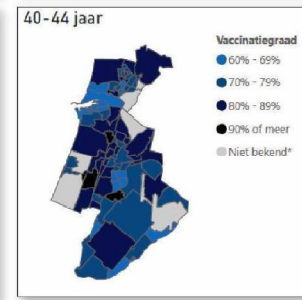 40-44 jaar
Vaccinatiegraad
60% - 69%
70% - 79%
80% - 89%
90% of meer
Niet bekend*